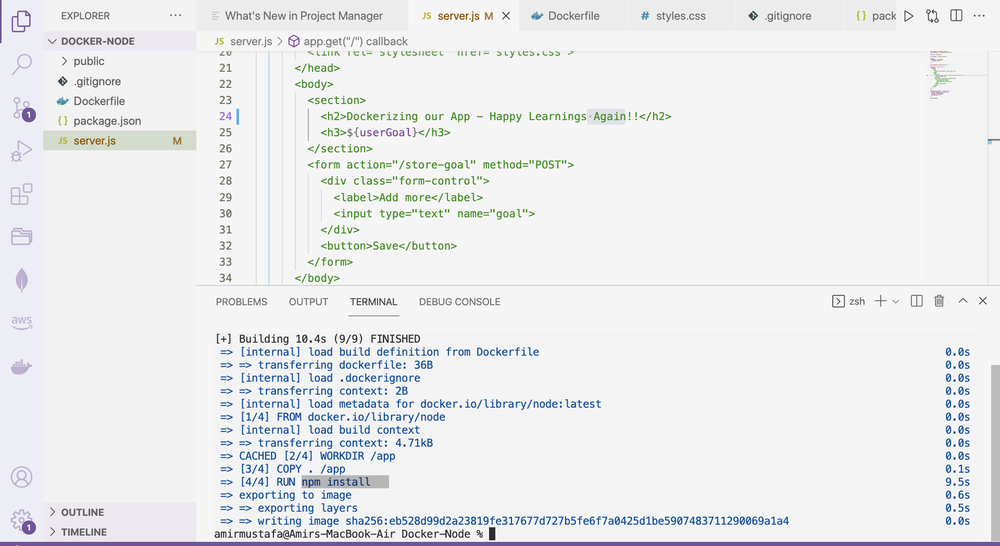 EXPLORER
DOCKER-NODE
public
.gitignore
Dockerfile
{} package.json
JS server.js M
OUTLINE
TIMELINE
1
aws
1
What's New in Project Manager
JS server.js M
Dockerfile
# styles.css
.gitignore
{} pack
JS server.js > app.get("/") callback
20 <link rel="stylesheet" href="styles.css">
21 </head>
22 <body>
23 <section>
24 <h2>Dockerizing our App - Happy Learnings·Again!!</h2>
25 <h3>${userGoal}</h3>
26 </section>
27 <form action="/store-goal" method="POST">
28 <div class="form-control">
29 <label>Add more</label>
30 <input type="text" name="goal">
31 </div>
32 <button>Save</button>
33 </form>
34 </body>
PROBLEMS OUTPUT TERMINAL DEBUG CONSOLE
zsh
[+] Building 10.4s (9/9) FINISHED
=> [internal] load build definition from Dockerfile 0.0s
=> => transferring dockerfile: 36B 0.0s
=> [internal] load .dockerignore 0.0s
=> => transferring context: 2B 0.0s
=> [internal] load metadata for docker.io/library/node:latest 0.0s
=> [1/4] FROM docker.io/library/node 0.0s
=> [internal] load build context 0.0s
=> => transferring context: 4.71kB 0.0s
=> CACHED [2/4] WORKDIR /app 0.0s
=> [3/4] COPY . /app 0.1s
=> [4/4] RUN npm install 9.5s
=> exporting to image 0.6s
=> => exporting layers 0.5s
=> => writing image sha256:eb528d99d2a23819fe317677d727b5fe6f7a0425d1be5907483711290069a1a4 0.0s
amirmustafa@Amirs-MacBook-Air Docker-Node %